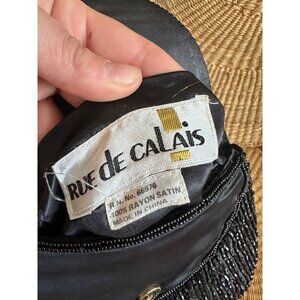 RUE de CALAIS
R.N. No. 66976
100% RAYON SATIN
MADE IN CHINA